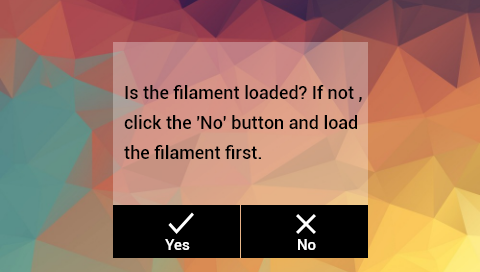 Is the filament loaded? If not ,
click the 'No' button and load
the filament first.
Yes
No